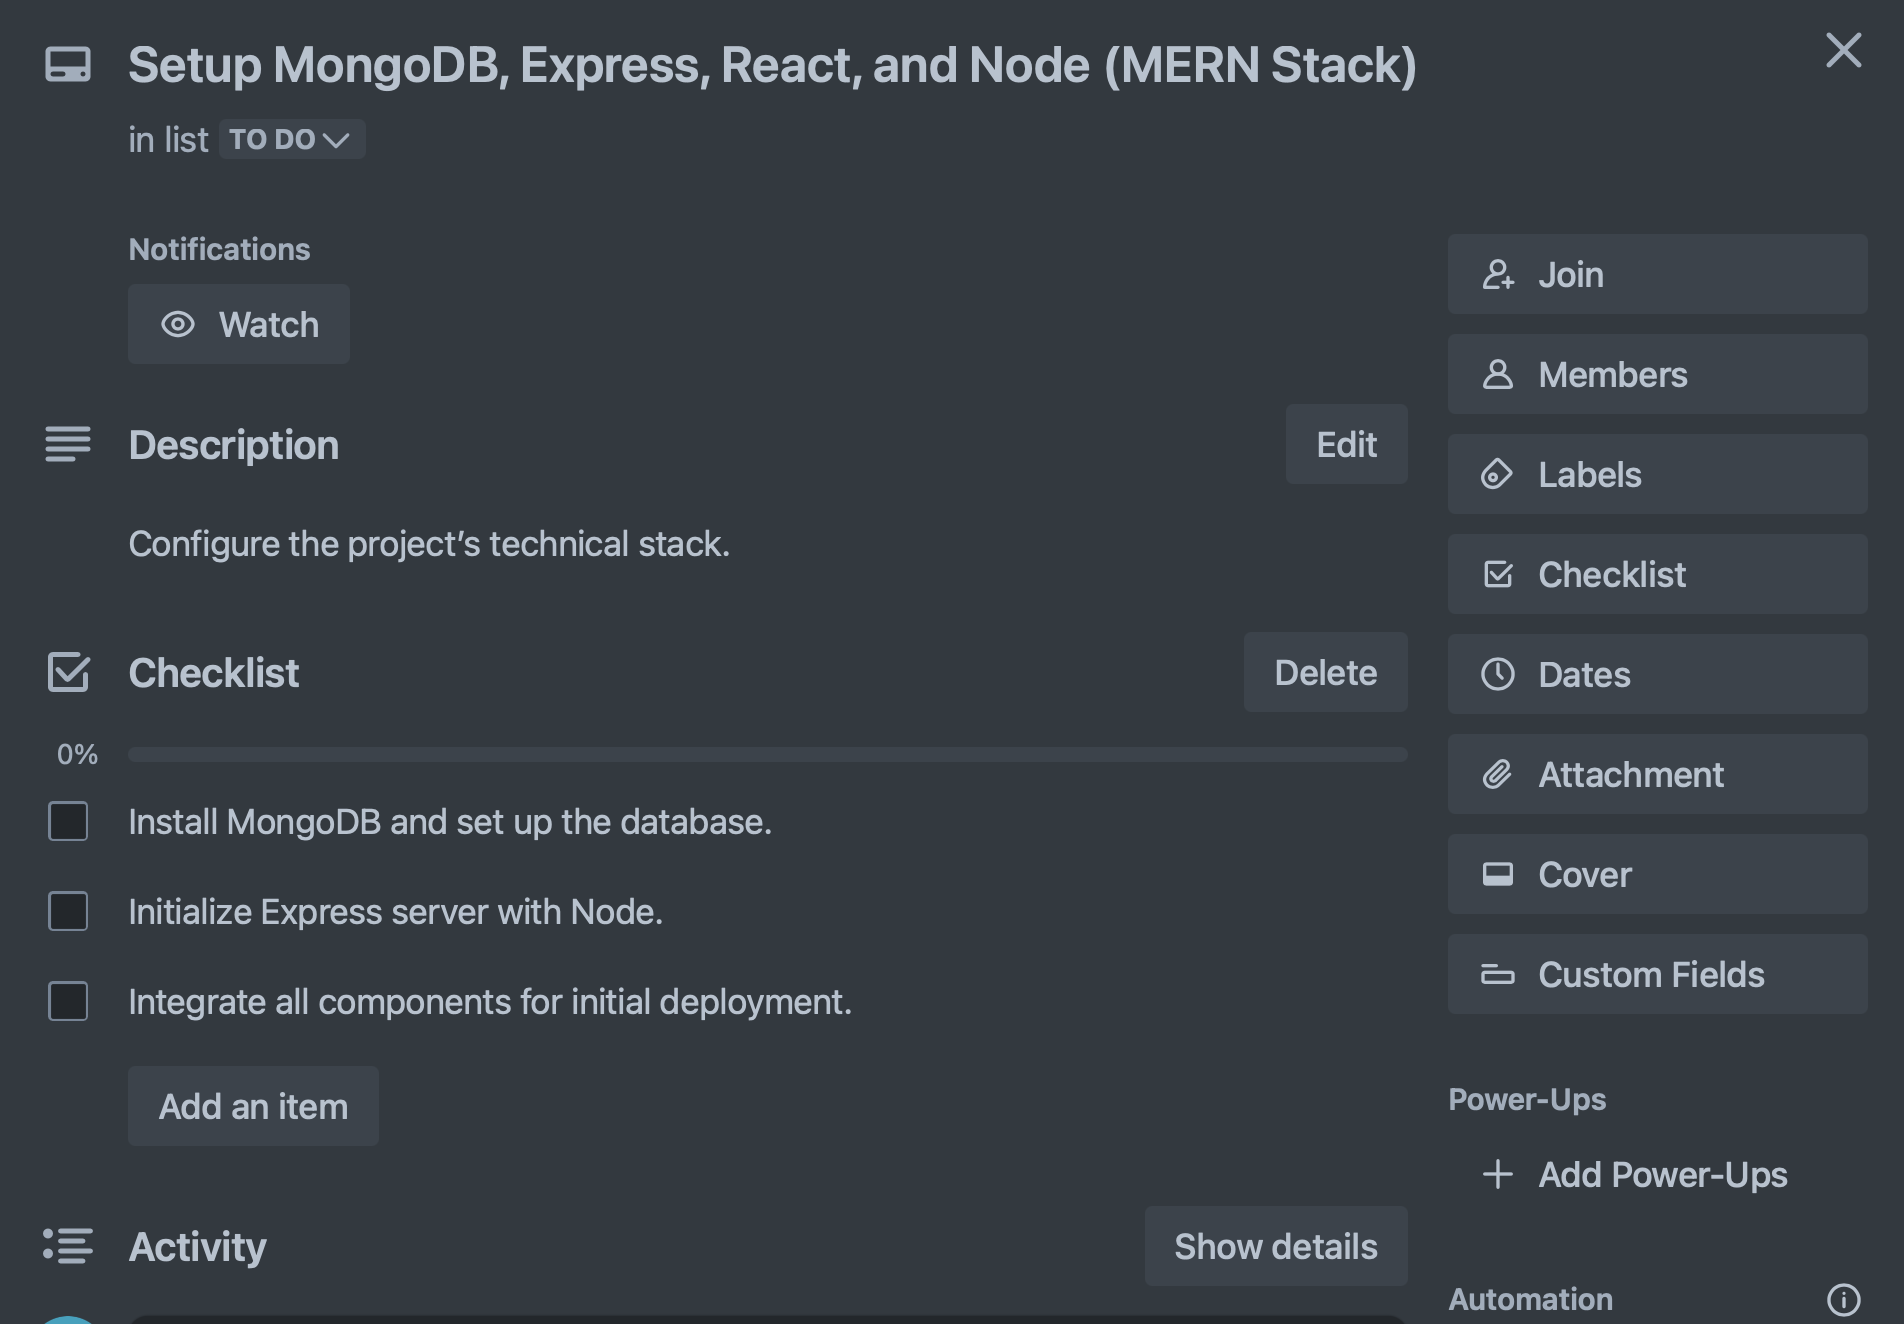 Setup MongoDB, Express, React, and Node (MERN Stack)
in list TO DO
Notifications
Watch
Description
Edit
Configure the project’s technical stack.
Checklist
Delete
0%
Install MongoDB and set up the database.
Initialize Express server with Node.
Integrate all components for initial deployment.
Add an item
Activity
Show details
Join
Members
Labels
Checklist
Dates
Attachment
Cover
Custom Fields
Power-Ups
Add Power-Ups
Automation